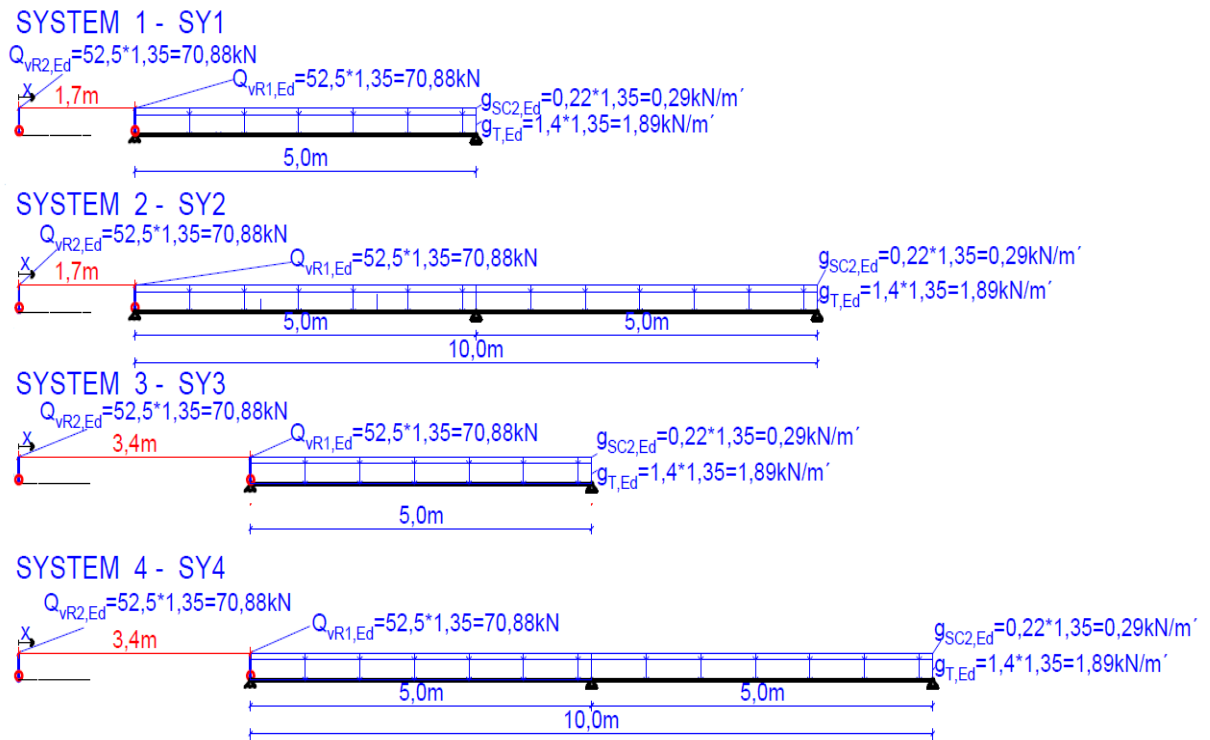 SYSTEM 1 - SY1
QvR2,Ed=52,5*1,35=70,88kN
QvR1,Ed=52,5*1,35=70,88kN
X
1,7m
gSC2,Ed=0,22*1,35=0,29kN/m´
gT,Ed=1,4*1,35=1,89kN/m´
5,0m
SYSTEM 2 - SY2
QvR2,Ed=52,5*1,35=70,88kN
QvR1,Ed=52,5*1,35=70,88kN
gSC2,Ed=0,22*1,35=0,29kN/m´
X
1,7m
gT,Ed=1,4*1,35=1,89kN/m´
5,0m 5,0m
10,0m
SYSTEM 3 - SY3
QvR2,Ed=52,5*1,35=70,88kN
QvR1,Ed=52,5*1,35=70,88kN
gSC2,Ed=0,22*1,35=0,29kN/m´
X
3,4m
gT,Ed=1,4*1,35=1,89kN/m´
5,0m
SYSTEM 4 - SY4
QvR2,Ed=52,5*1,35=70,88kN
QvR1,Ed=52,5*1,35=70,88kN
gSC2,Ed=0,22*1,35=0,29kN/m´
X
3,4m
gT,Ed=1,4*1,35=1,89kN/m´
5,0m 5,0m
10,0m